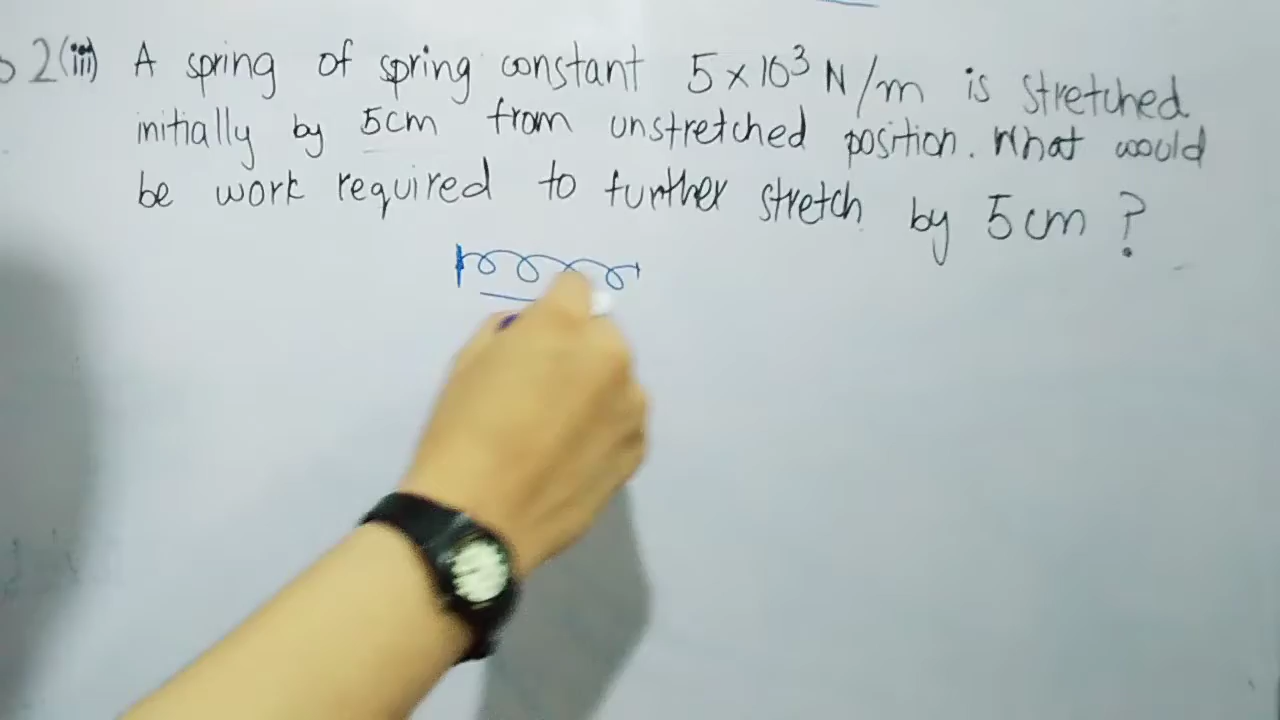 2(iii) A spring of spring constant 5×10³ N/m is stretched
initially by 5cm from unstretched position. What would
be work required to further stretch by 5cm ?